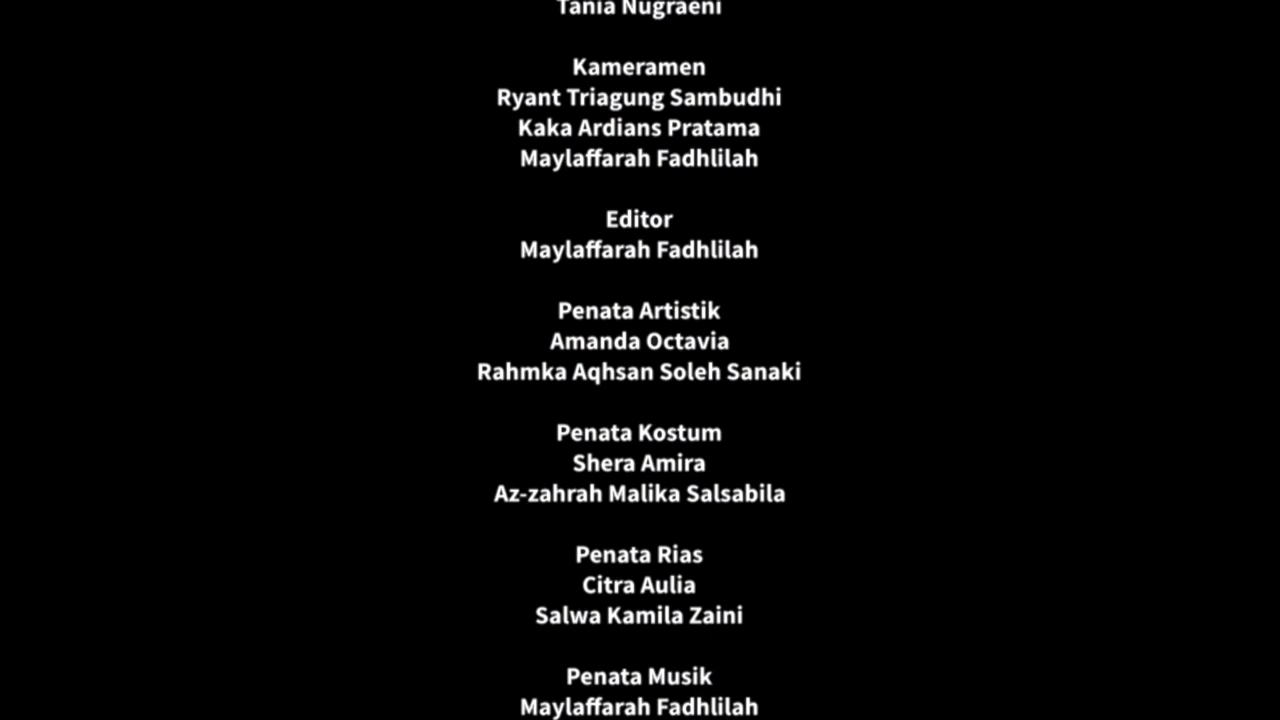 Tania Nugraeni
Kameramen
Ryant Triagung Sambudhi
Kaka Ardians Pratama
Maylaffarah Fadhlilah
Editor
Maylaffarah Fadhlilah
Penata Artistik
Amanda Octavia
Rahmka Aqhsan Soleh Sanaki
Penata Kostum
Shera Amira
Az-zahrah Malika Salsabila
Penata Rias
Citra Aulia
Salwa Kamila Zaini
Penata Musik
Maylaffarah Fadhlilah